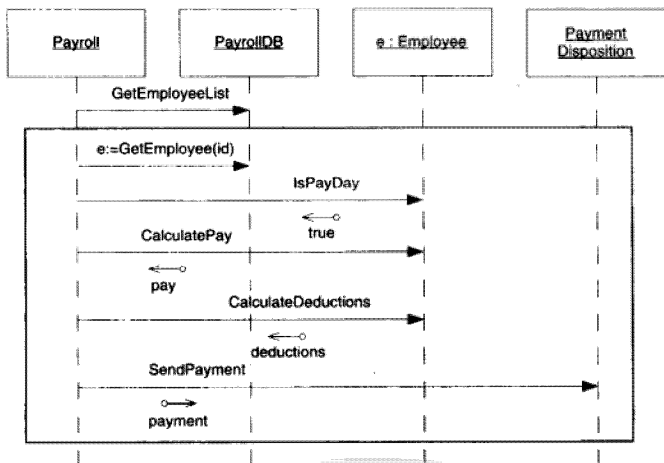 Payroll
PayrollDB
e : Employee
Payment
Disposition
GetEmployeeList
e:=GetEmployee(id)
IsPayDay
true
CalculatePay
pay
CalculateDeductions
deductions
SendPayment
payment